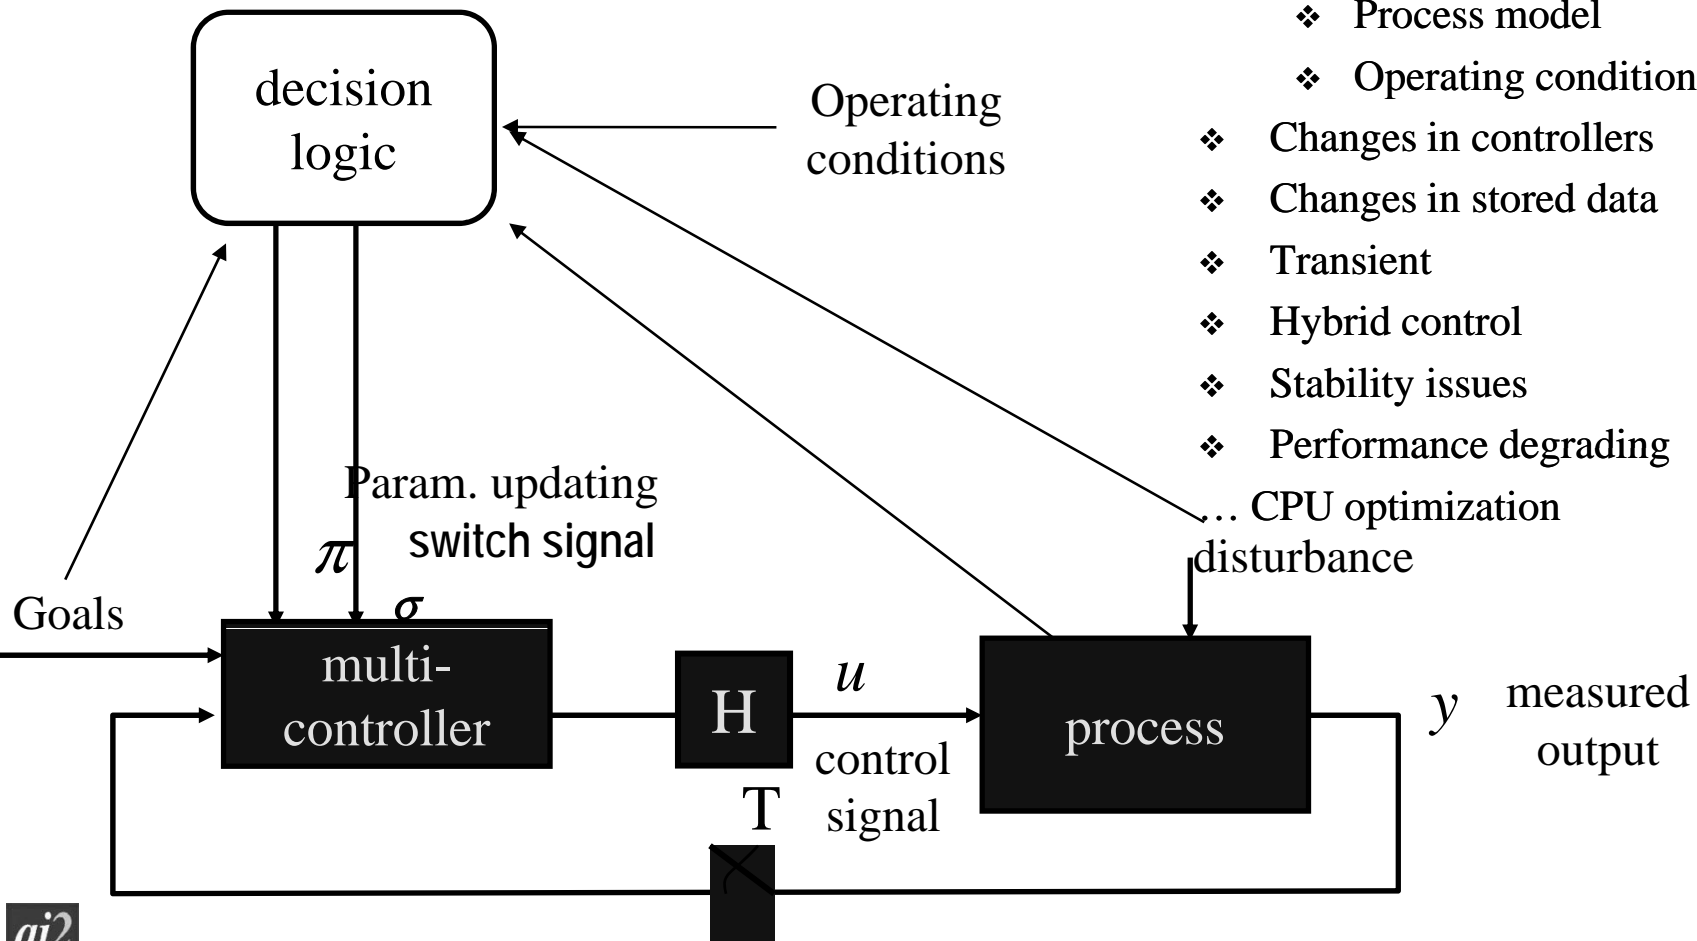 decision
logic
Operating
conditions
❖ Process model
❖ Operating condition
❖ Changes in controllers
❖ Changes in stored data
❖ Transient
❖ Hybrid control
❖ Stability issues
❖ Performance degrading
… CPU optimization
disturbance
Param. updating
switch signal
π
σ
Goals
multi-
controller
H
u
control
signal
T
process
y
measured
output
ai2